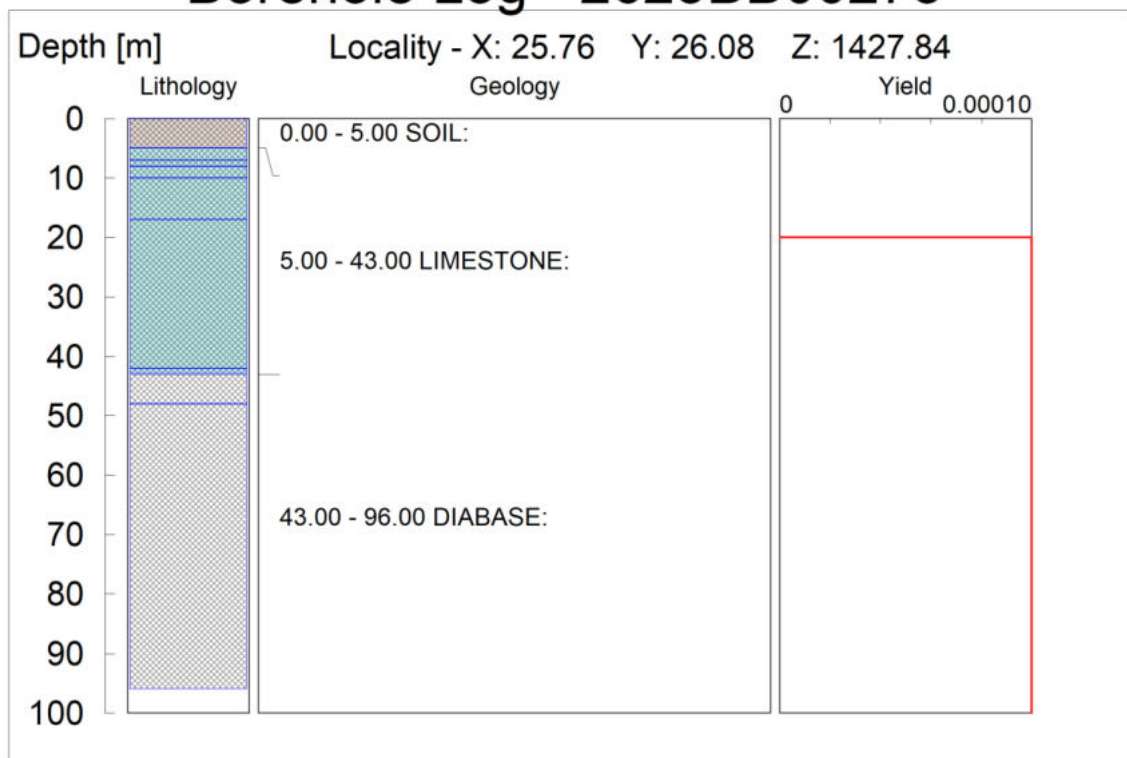 Depth [m]
Locality - X: 25.76 Y: 26.08 Z: 1427.84
Lithology
Geology
Yield
0 0.00010
0
10
20
30
40
50
60
70
80
90
100
0.00 - 5.00 SOIL:
5.00 - 43.00 LIMESTONE:
43.00 - 96.00 DIABASE: